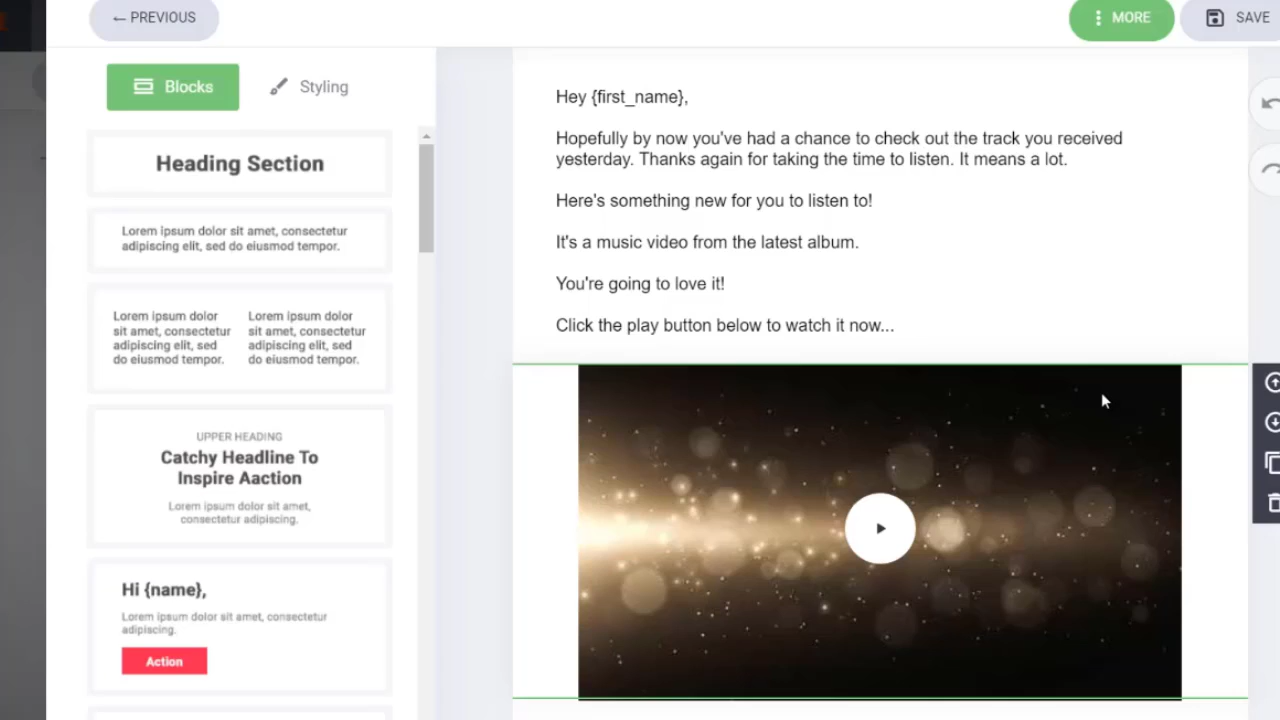 ← PREVIOUS
MORE
SAVE
Blocks
Styling
Heading Section
Lorem ipsum dolor sit amet, consectetur
adipiscing elit, sed do eiusmod tempor.
Lorem ipsum dolor
sit amet, consectetur
adipiscing elit, sed
do eiusmod tempor.
Lorem ipsum dolor
sit amet, consectetur
adipiscing elit, sed
do eiusmod tempor.
UPPER HEADING
Catchy Headline To
Inspire Aaction
Lorem ipsum dolor sit amet,
consectetur adipiscing.
Hi {name},
Lorem ipsum dolor sit amet, consectetur
adipiscing.
Action
Hey {first_name},
Hopefully by now you've had a chance to check out the track you received
yesterday. Thanks again for taking the time to listen. It means a lot.
Here's something new for you to listen to!
It's a music video from the latest album.
You're going to love it!
Click the play button below to watch it now...